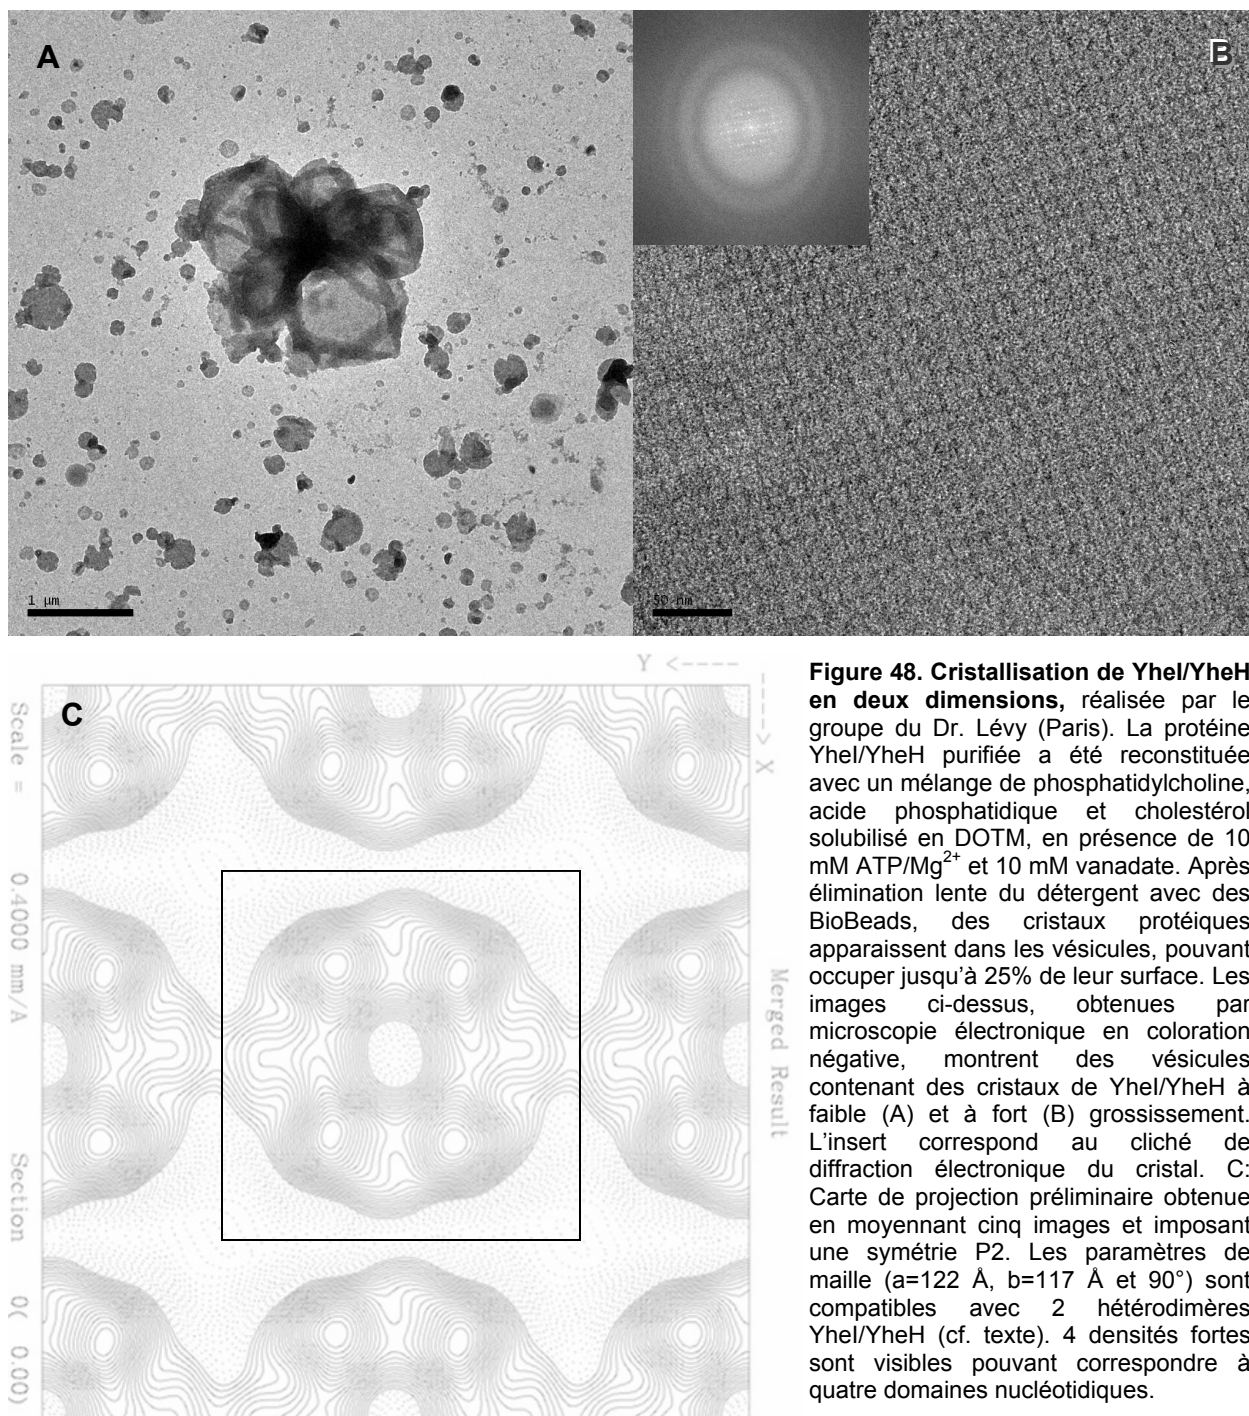 A
B
1 µm
50 nm
Y <----
----> X
C
Scale = 0.4000 mm/A Section 0( 0.00)
Merged Result
Figure 48. Cristallisation de YheI/YheH
en deux dimensions, réalisée par le
groupe du Dr. Lévy (Paris). La protéine
YheI/YheH purifiée a été reconstituée
avec un mélange de phosphatidylcholine,
acide phosphatidique et cholestérol
solubilisé en DOTM, en présence de 10
mM ATP/Mg²⁺ et 10 mM vanadate. Après
élimination lente du détergent avec des
BioBeads, des cristaux protéiques
apparaissent dans les vésicules, pouvant
occuper jusqu’à 25% de leur surface. Les
images ci-dessus, obtenues par
microscopie électronique en coloration
négative, montrent des vésicules
contenant des cristaux de YheI/YheH à
faible (A) et à fort (B) grossissement.
L’insert correspond au cliché de
diffraction électronique du cristal. C:
Carte de projection préliminaire obtenue
en moyennant cinq images et imposant
une symétrie P2. Les paramètres de
maille (a=122 Å, b=117 Å et 90°) sont
compatibles avec 2 hétérodimères
YheI/YheH (cf. texte). 4 densités fortes
sont visibles pouvant correspondre à
quatre domaines nucléotidiques.